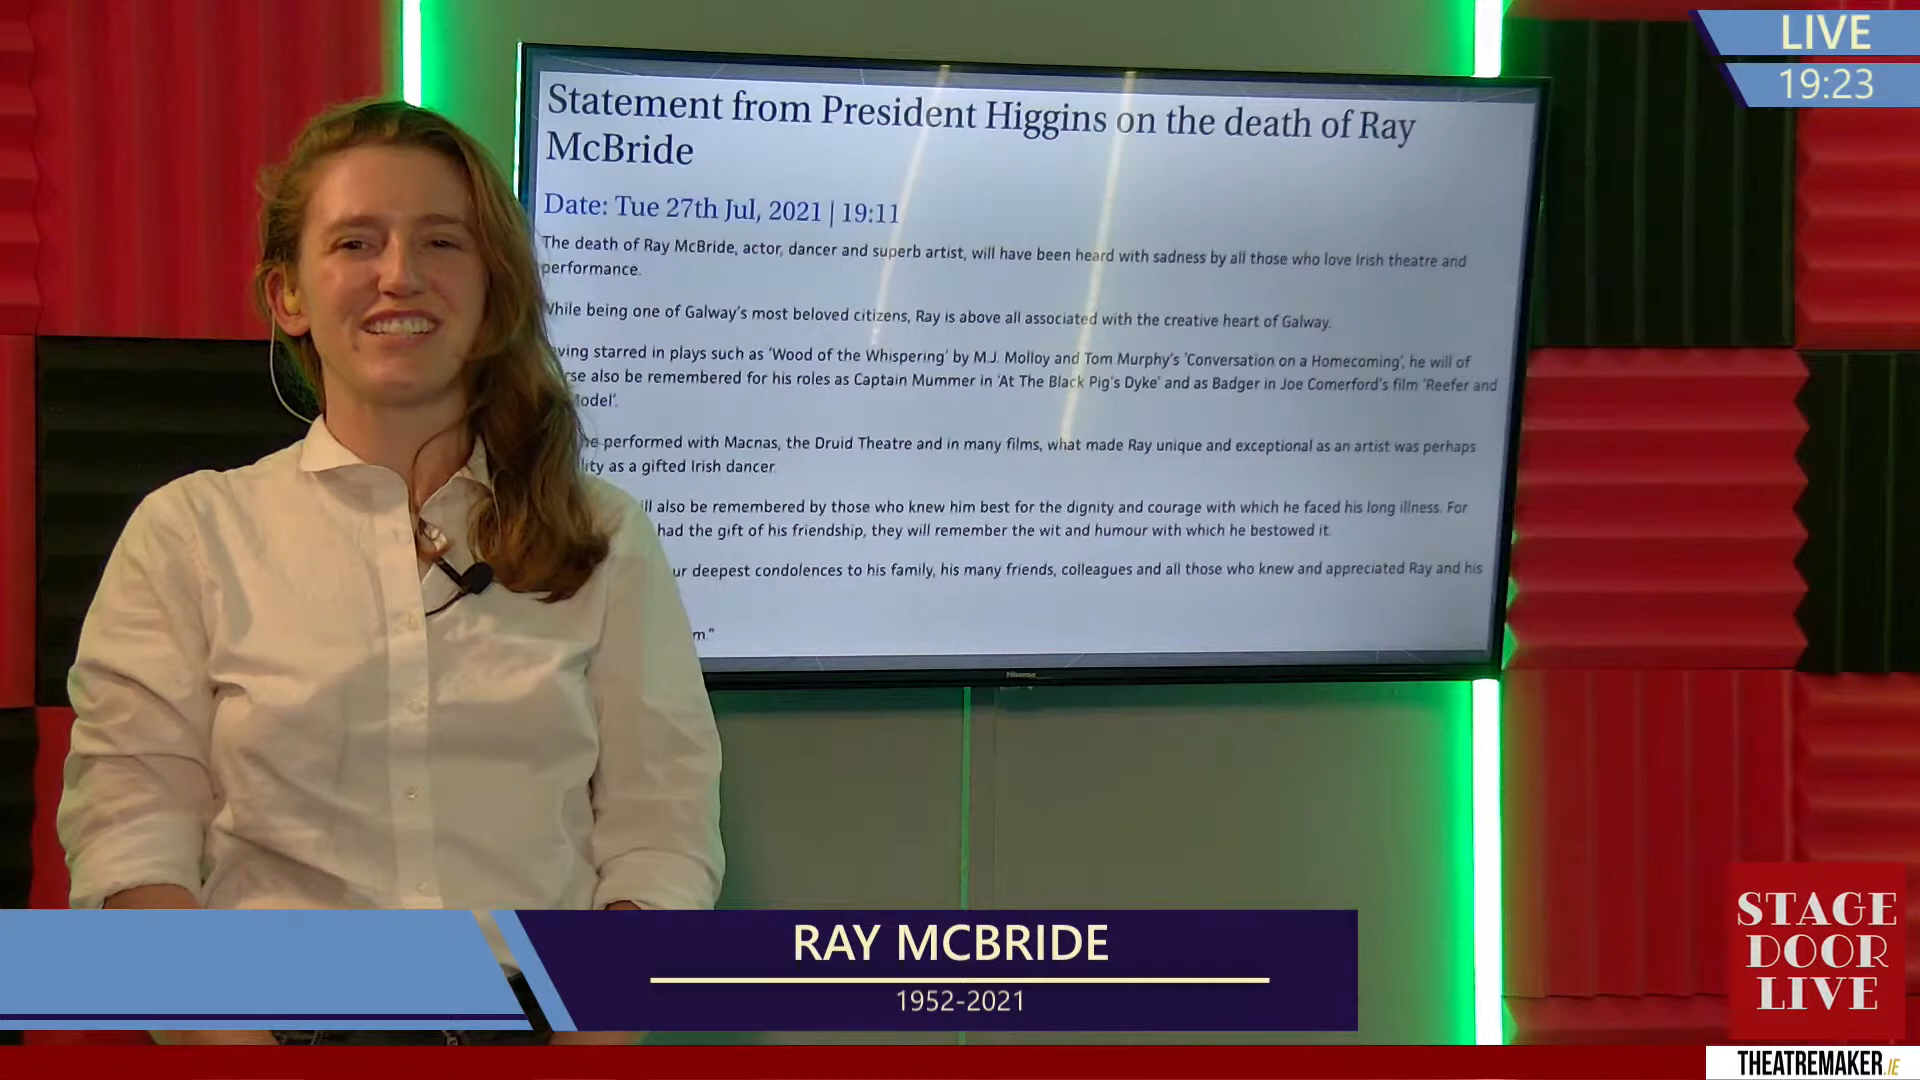 LIVE
19:23
Statement from President Higgins on the death of Ray
McBride
Date: Tue 27th Jul, 2021 | 19:11
The death of Ray McBride, actor, dancer and superb artist, will have been heard with sadness by all those who love Irish theatre and
performance.
While being one of Galway's most beloved citizens, Ray is above all associated with the creative heart of Galway.
ving starred in plays such as 'Wood of the Whispering' by M.J. Molloy and Tom Murphy's 'Conversation on a Homecoming', he will of
rse also be remembered for his roles as Captain Mummer in 'At The Black Pig's Dyke' and as Badger in Joe Comerford's film 'Reefer and
Model'.
he performed with Macnas, the Druid Theatre and in many films, what made Ray unique and exceptional as an artist was perhaps
lity as a gifted Irish dancer.
ll also be remembered by those who knew him best for the dignity and courage with which he faced his long illness. For
had the gift of his friendship, they will remember the wit and humour with which he bestowed it.
ur deepest condolences to his family, his many friends, colleagues and all those who knew and appreciated Ray and his
m."
Hisense
RAY MCBRIDE
1952-2021
STAGE
DOOR
LIVE
THEATREMAKER.IE